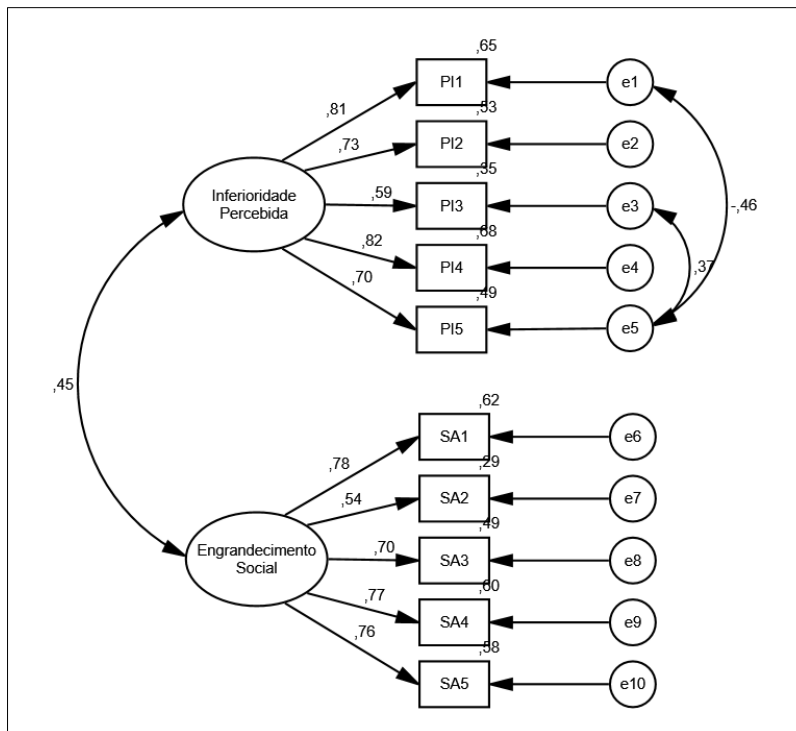 ,65
PI1
e1
,81
,53
PI2
e2
,73
,35
Inferioridade
Percebida
,59
PI3
e3
-,46
,68
,82
PI4
e4
,37
,70
,49
PI5
e5
,45
,62
SA1
e6
,78
,29
SA2
e7
,54
,49
Engrandecimento
Social
,70
SA3
e8
,60
,77
SA4
e9
,76
,58
SA5
e10